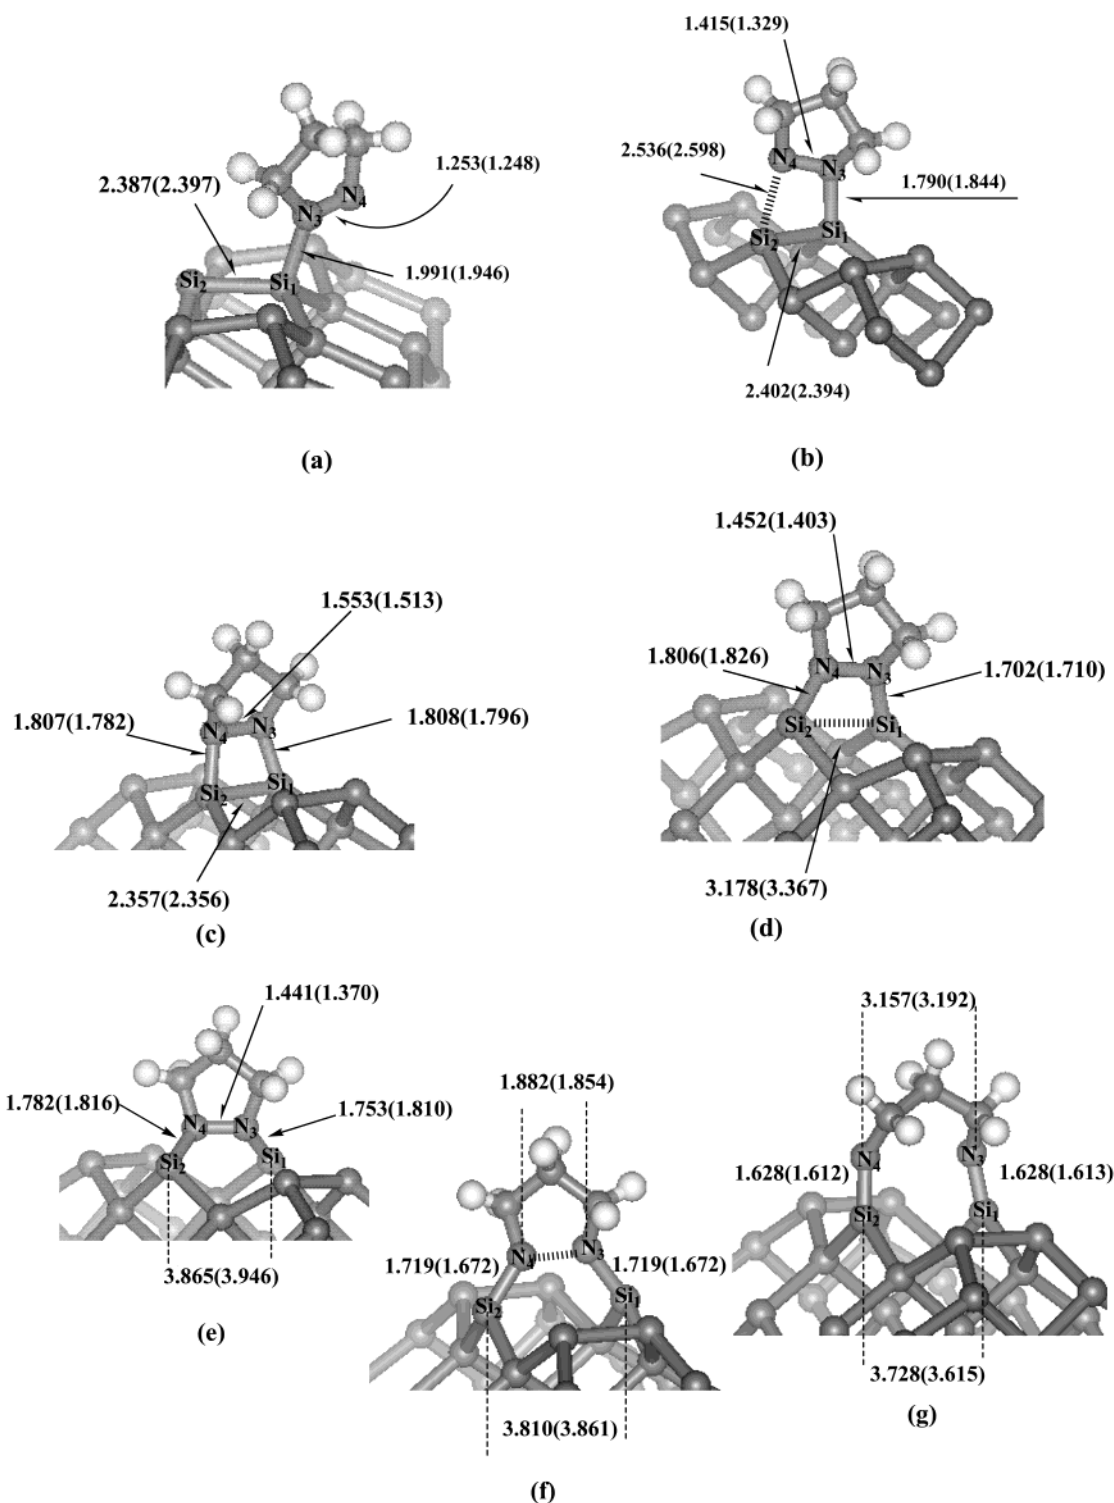 1.253(1.248)
2.387(2.397)
N4
N3
Si2
Si1
1.991(1.946)
(a)
1.415(1.329)
2.536(2.598)
N4
N3
1.790(1.844)
Si2
Si1
2.402(2.394)
(b)
1.553(1.513)
1.807(1.782)
1.808(1.796)
N4
N3
Si2
Si1
2.357(2.356)
(c)
1.452(1.403)
1.806(1.826)
N4
N3
1.702(1.710)
Si2
Si1
3.178(3.367)
(d)
1.441(1.370)
1.782(1.816)
1.753(1.810)
N4
N3
Si2
Si1
3.865(3.946)
(e)
1.882(1.854)
N4
N3
1.719(1.672)
1.719(1.672)
Si2
Si1
3.810(3.861)
(f)
3.157(3.192)
N4
N3
1.628(1.612)
1.628(1.613)
Si2
Si1
3.728(3.615)
(g)